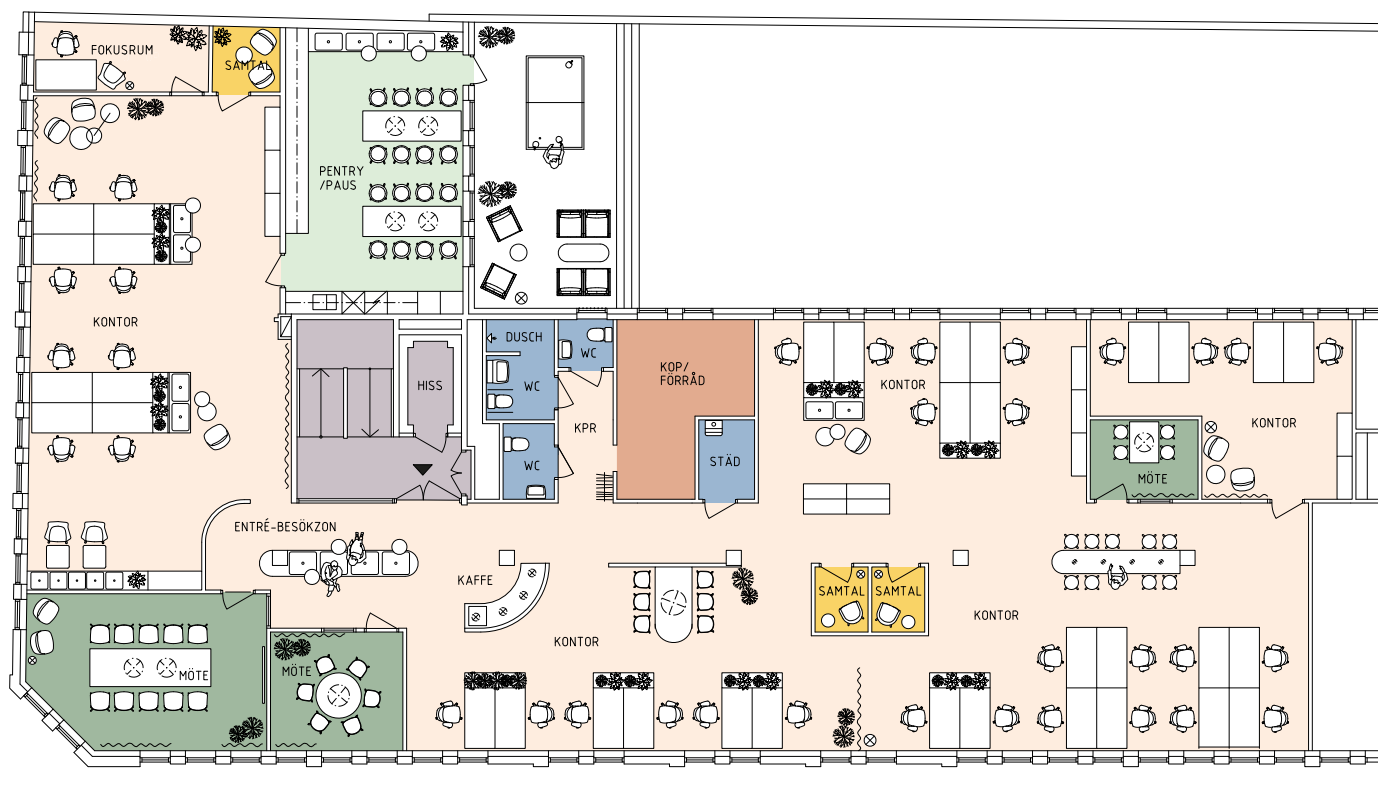 FOKUSRUM
SAMTAL
PENTRY
/PAUS
KONTOR
DUSCH
WC
WC
HISS
KOP/
FÖRRÅD
KONTOR
KPR
WC
STÄD
KONTOR
MÖTE
ENTRÉ-BESÖKZON
KAFFE
SAMTAL
SAMTAL
KONTOR
KONTOR
MÖTE
MÖTE